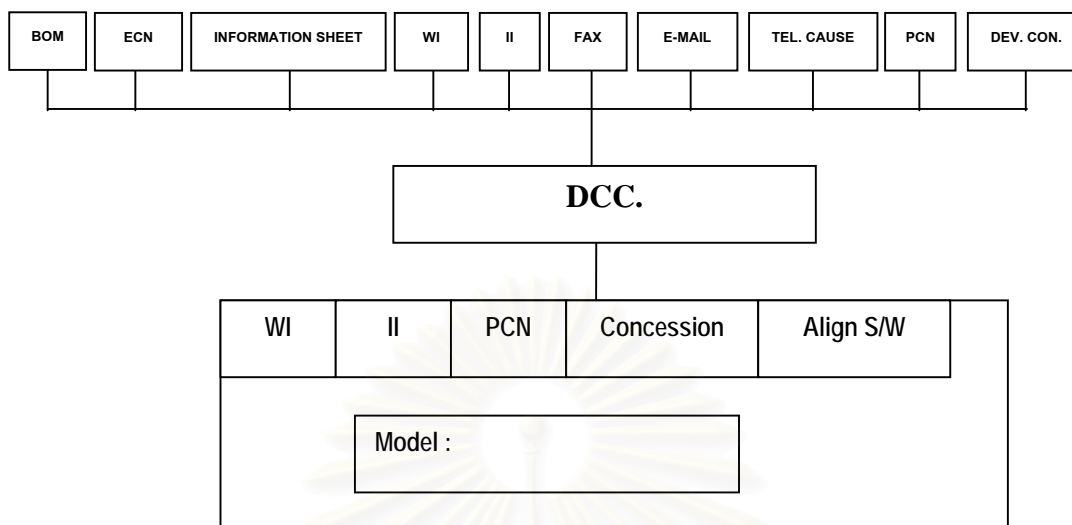 BOM ECN INFORMATION SHEET WI II FAX E-MAIL TEL. CAUSE PCN DEV. CON.
DCC.
WI II PCN Concession Align S/W
Model :